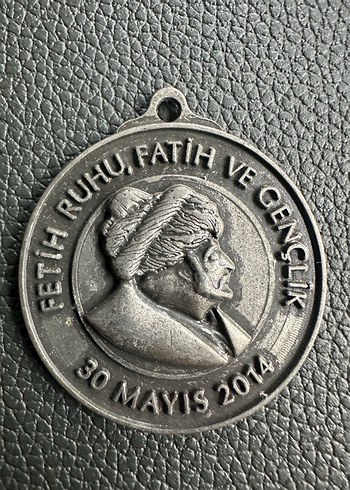 FETİH RUHU, FATİH VE GENÇLİK
30 MAYIS 2014